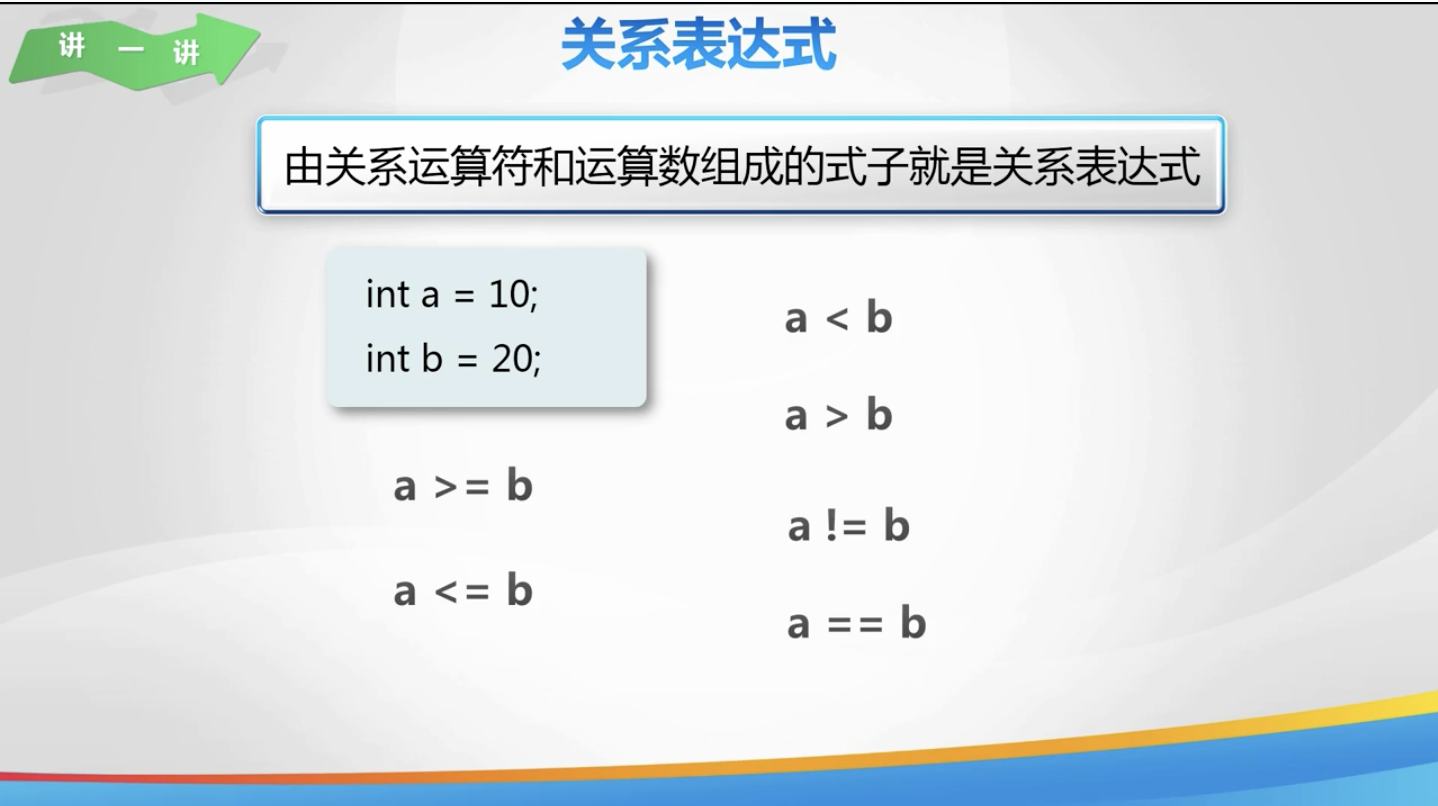 讲一讲
关系表达式
由关系运算符和运算数组成的式子就是关系表达式
int a = 10;
int b = 20;
a >= b
a <= b
a < b
a > b
a != b
a == b